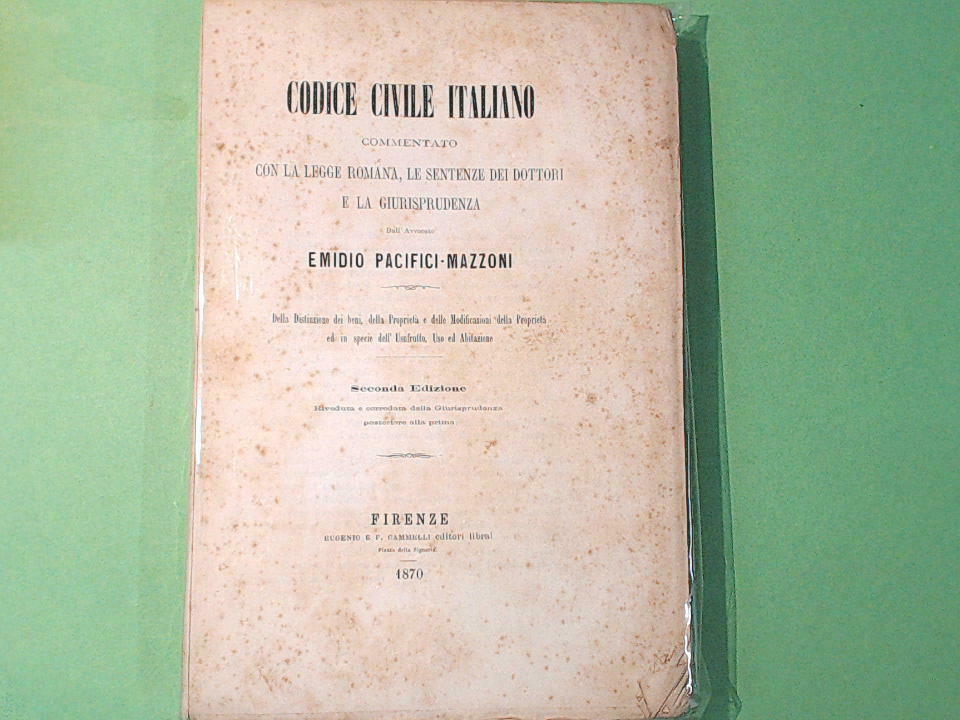 CODICE CIVILE ITALIANO
COMMENTATO
CON LA LEGGE ROMANA, LE SENTENZE DEI DOTTORI
E LA GIURISPRUDENZA
Dall' Avvocato
EMIDIO PACIFICI-MAZZONI
Della Distinzione dei beni, della Proprietà e delle Modificazioni della Proprietà
ed in specie dell' Usufrutto, Uso ed Abitazione
Seconda Edizione
Riveduta e corredata dalla Giurisprudenza
posteriore alla prima
FIRENZE
EUGENIO E F. CAMMELLI editori librai
Piazza della Signoria
1870